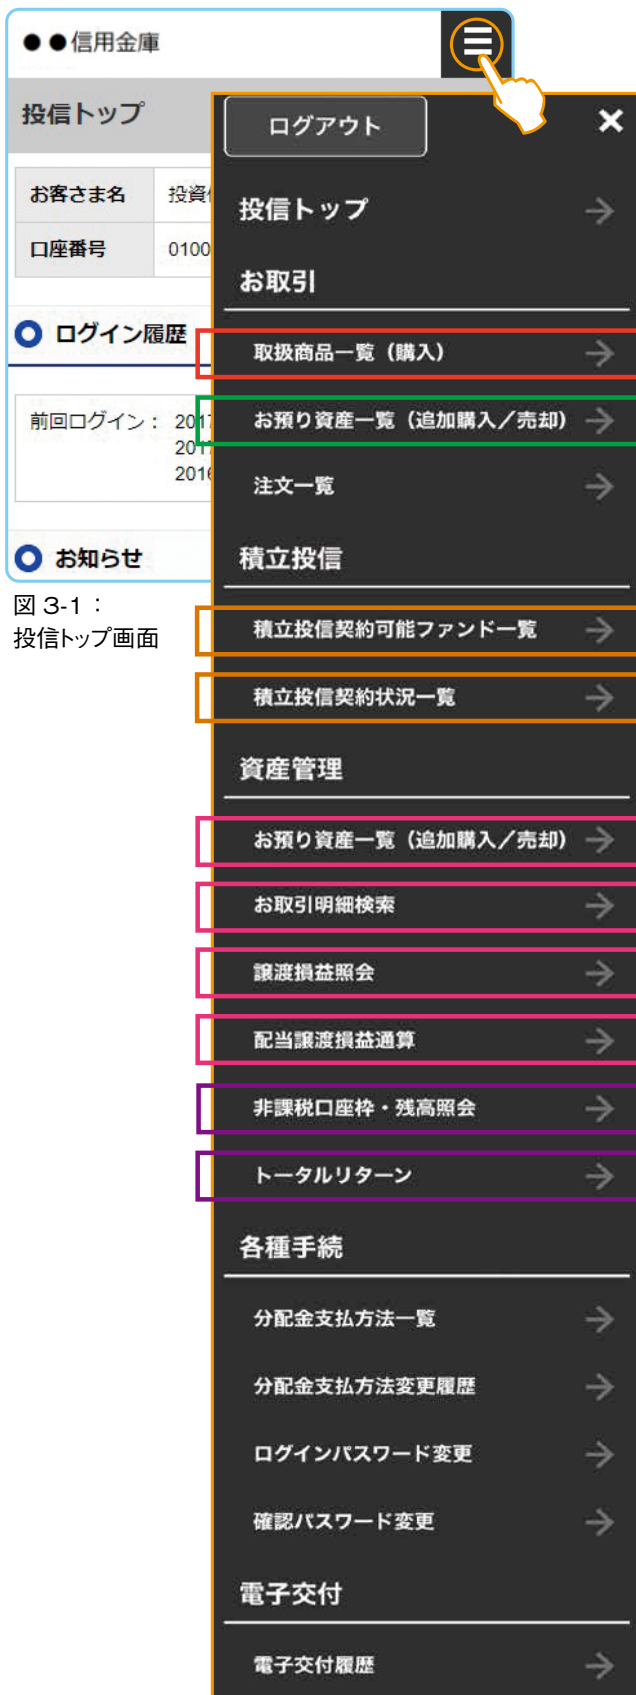 ●●信用金庫
投信トップ
お客さま名 投資
口座番号 0100
ログイン履歴
前回ログイン： 201
201
2016
お知らせ
図 3-1：
投信トップ画面
ログアウト
投信トップ
お取引
取扱商品一覧（購入）
お預り資産一覧（追加購入／売却）
注文一覧
積立投信
積立投信契約可能ファンド一覧
積立投信契約状況一覧
資産管理
お預り資産一覧（追加購入／売却）
お取引明細検索
譲渡損益照会
配当譲渡損益通算
非課税口座枠・残高照会
トータルリターン
各種手続
分配金支払方法一覧
分配金支払方法変更履歴
ログインパスワード変更
確認パスワード変更
電子交付
電子交付履歴